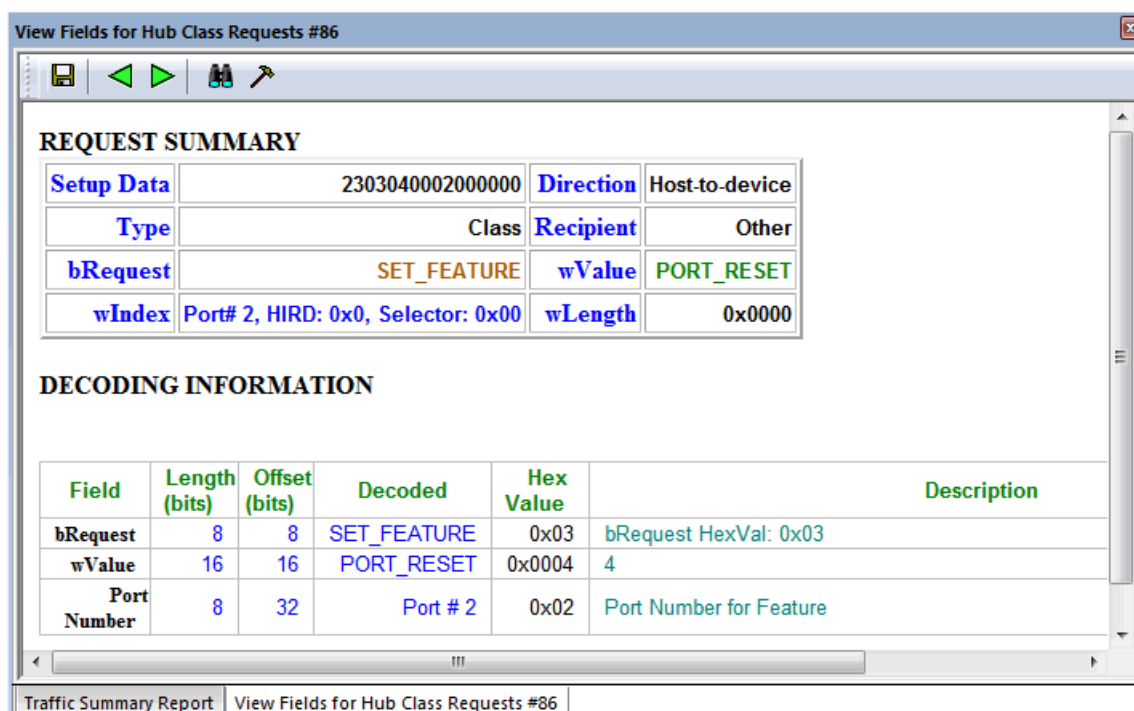 View Fields for Hub Class Requests #86
REQUEST SUMMARY
Setup Data 2303040002000000 Direction Host-to-device
Type Class Recipient Other
bRequest SET_FEATURE wValue PORT_RESET
wIndex Port# 2, HIRD: 0x0, Selector: 0x00 wLength 0x0000
DECODING INFORMATION
Field Length (bits) Offset (bits) Decoded Hex Value Description
bRequest 8 8 SET_FEATURE 0x03 bRequest HexVal: 0x03
wValue 16 16 PORT_RESET 0x0004 4
Port Number 8 32 Port # 2 0x02 Port Number for Feature
Traffic Summary Report View Fields for Hub Class Requests #86